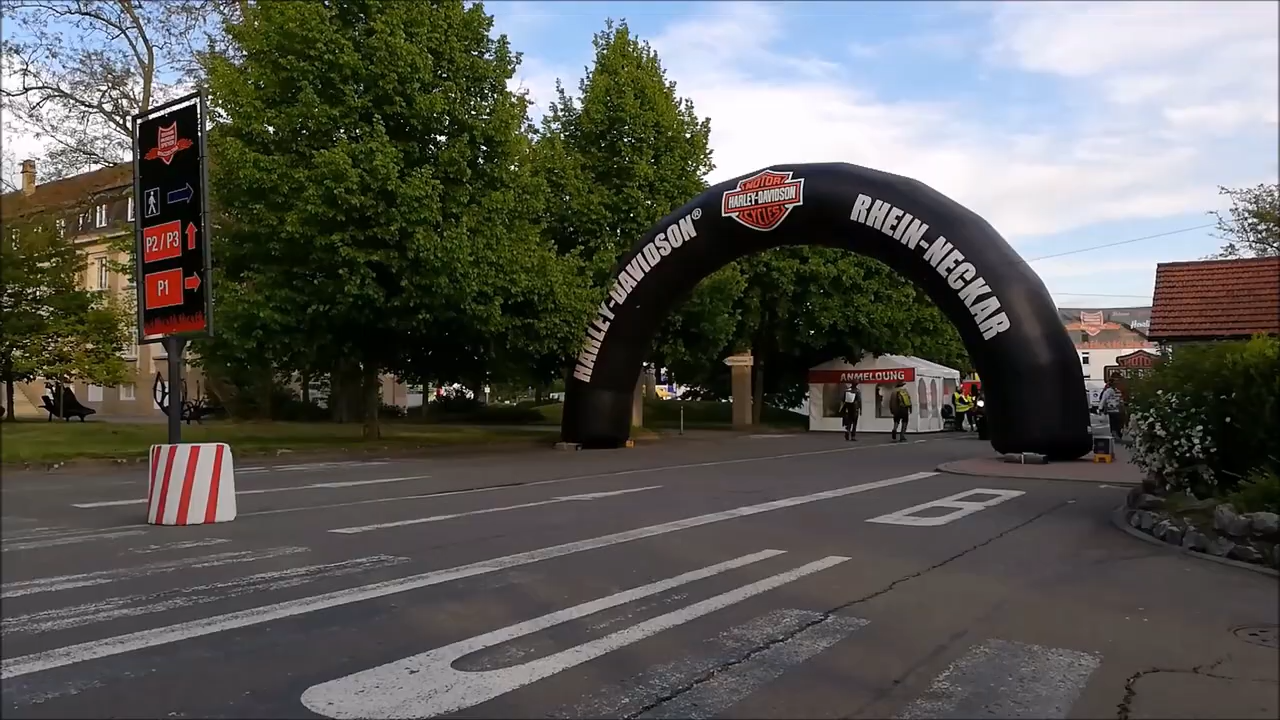 P2 / P3
P1
HARLEY-DAVIDSON®
MOTOR
HARLEY-DAVIDSON
CYCLES
RHEIN-NECKAR
ANMELDUNG
B